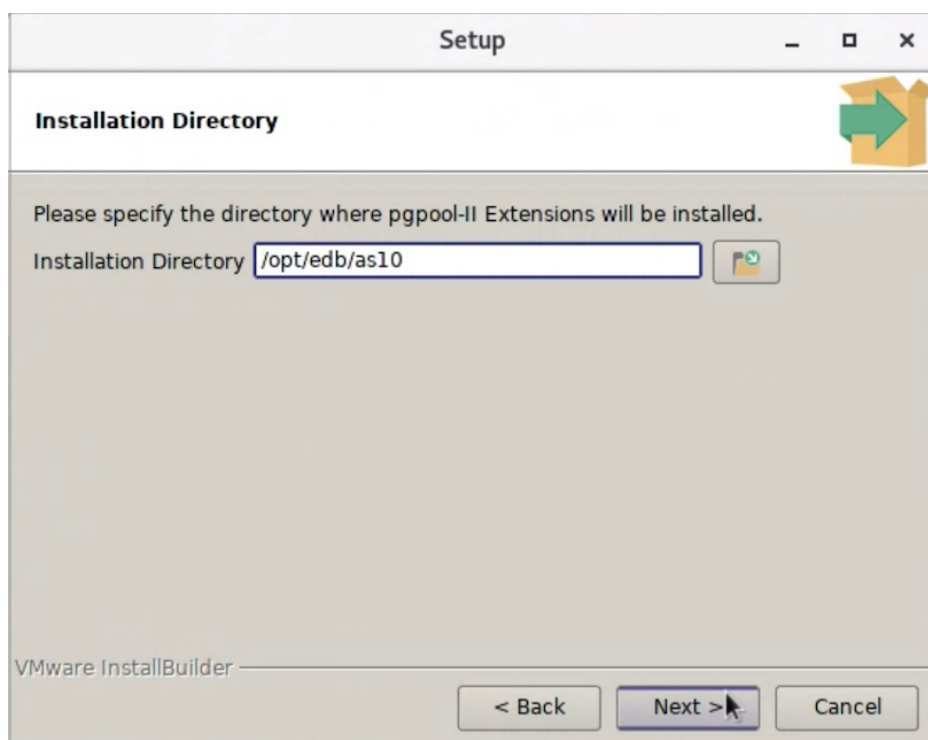 Setup
Installation Directory
Please specify the directory where pgpool-II Extensions will be installed.
Installation Directory /opt/edb/as10
VMware InstallBuilder
< Back Next > Cancel